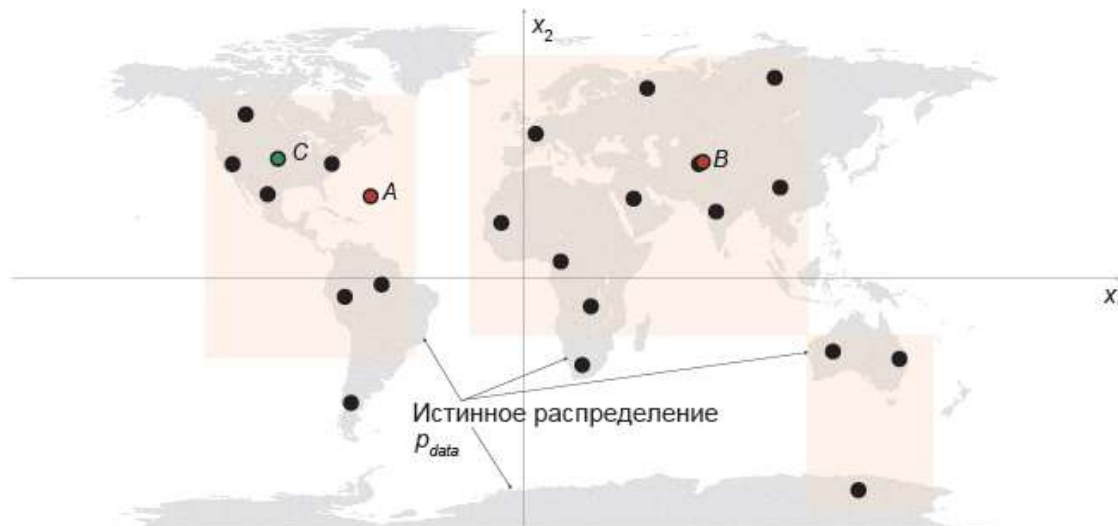 x2
C
B
A
x
Истинное распределение
pdata